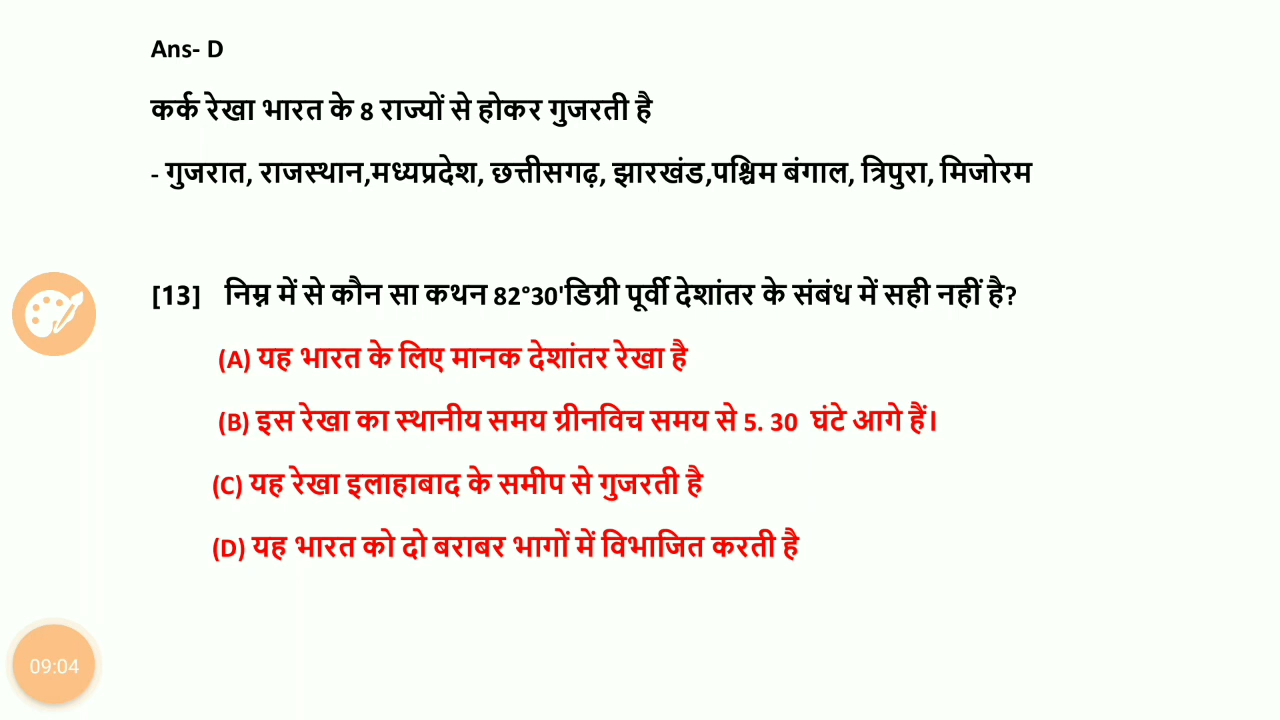 Ans- D
कर्क रेखा भारत के 8 राज्यों से होकर गुजरती है
- गुजरात, राजस्थान,मध्यप्रदेश, छत्तीसगढ़, झारखंड,पश्चिम बंगाल, त्रिपुरा, मिजोरम
[13] निम्न में से कौन सा कथन 82°30'डिग्री पूर्वी देशांतर के संबंध में सही नहीं है?
(A) यह भारत के लिए मानक देशांतर रेखा है
(B) इस रेखा का स्थानीय समय ग्रीनविच समय से 5. 30 घंटे आगे हैं।
(C) यह रेखा इलाहाबाद के समीप से गुजरती है
(D) यह भारत को दो बराबर भागों में विभाजित करती है
09:04